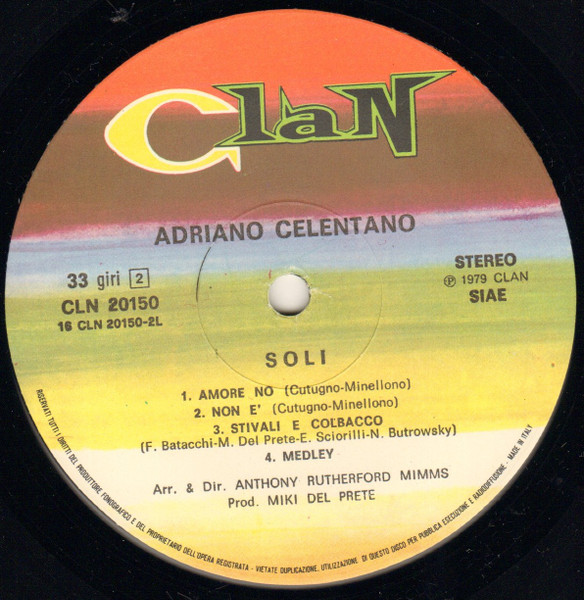 ClaN
ADRIANO CELENTANO
33 giri 2
CLN 20150
16 CLN 20150-2L
STEREO
℗ 1979 CLAN
SIAE
SOLI
1. AMORE NO (Cutugno-Minellono)
2. NON E' (Cutugno-Minellono)
3. STIVALI E COLBACCO
(F. Batacchi-M. Del Prete-E. Sciorilli-N. Butrowsky)
4. MEDLEY
Arr. & Dir. ANTHONY RUTHERFORD MIMMS
Prod. MIKI DEL PRETE
RISERVATI TUTTI I DIRITTI DEL PRODUTTORE FONOGRAFICO E DEL PROPRIETARIO DELL'OPERA REGISTRATA - VIETATE DUPLICAZIONE, UTILIZZAZIONE DI QUESTO DISCO PER PUBBLICA ESECUZIONE E RADIODIFFUSIONE - MADE IN ITALY